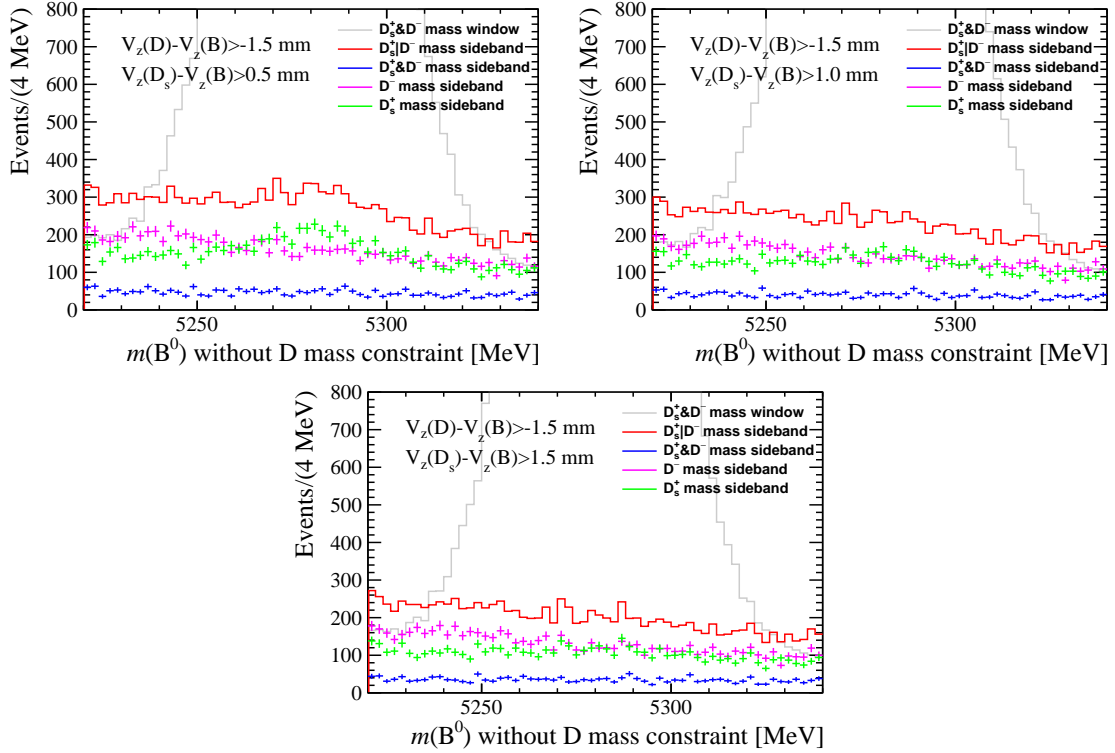 Events/(4 MeV)
800
700
600
500
400
300
200
100
0
V_z(D)-V_z(B)>-1.5 mm
V_z(D_s)-V_z(B)>0.5 mm
D_s^+&D^- mass window
D_s^+|D^- mass sideband
D_s^+&D^- mass sideband
D^- mass sideband
D_s^+ mass sideband
5250
5300
m(B^0) without D mass constraint [MeV]
Events/(4 MeV)
800
700
600
500
400
300
200
100
0
V_z(D)-V_z(B)>-1.5 mm
V_z(D_s)-V_z(B)>1.0 mm
D_s^+&D^- mass window
D_s^+|D^- mass sideband
D_s^+&D^- mass sideband
D^- mass sideband
D_s^+ mass sideband
5250
5300
m(B^0) without D mass constraint [MeV]
Events/(4 MeV)
800
700
600
500
400
300
200
100
0
V_z(D)-V_z(B)>-1.5 mm
V_z(D_s)-V_z(B)>1.5 mm
D_s^+&D^- mass window
D_s^+|D^- mass sideband
D_s^+&D^- mass sideband
D^- mass sideband
D_s^+ mass sideband
5250
5300
m(B^0) without D mass constraint [MeV]